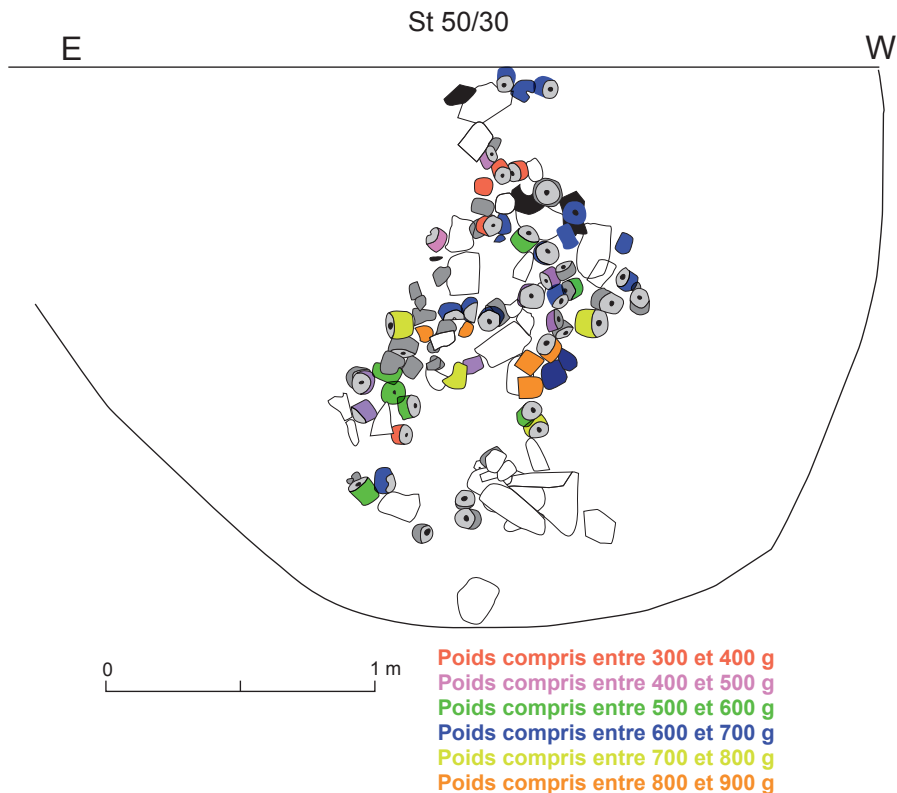 St 50/30
E W
0 1 m
Poids compris entre 300 et 400 g
Poids compris entre 400 et 500 g
Poids compris entre 500 et 600 g
Poids compris entre 600 et 700 g
Poids compris entre 700 et 800 g
Poids compris entre 800 et 900 g